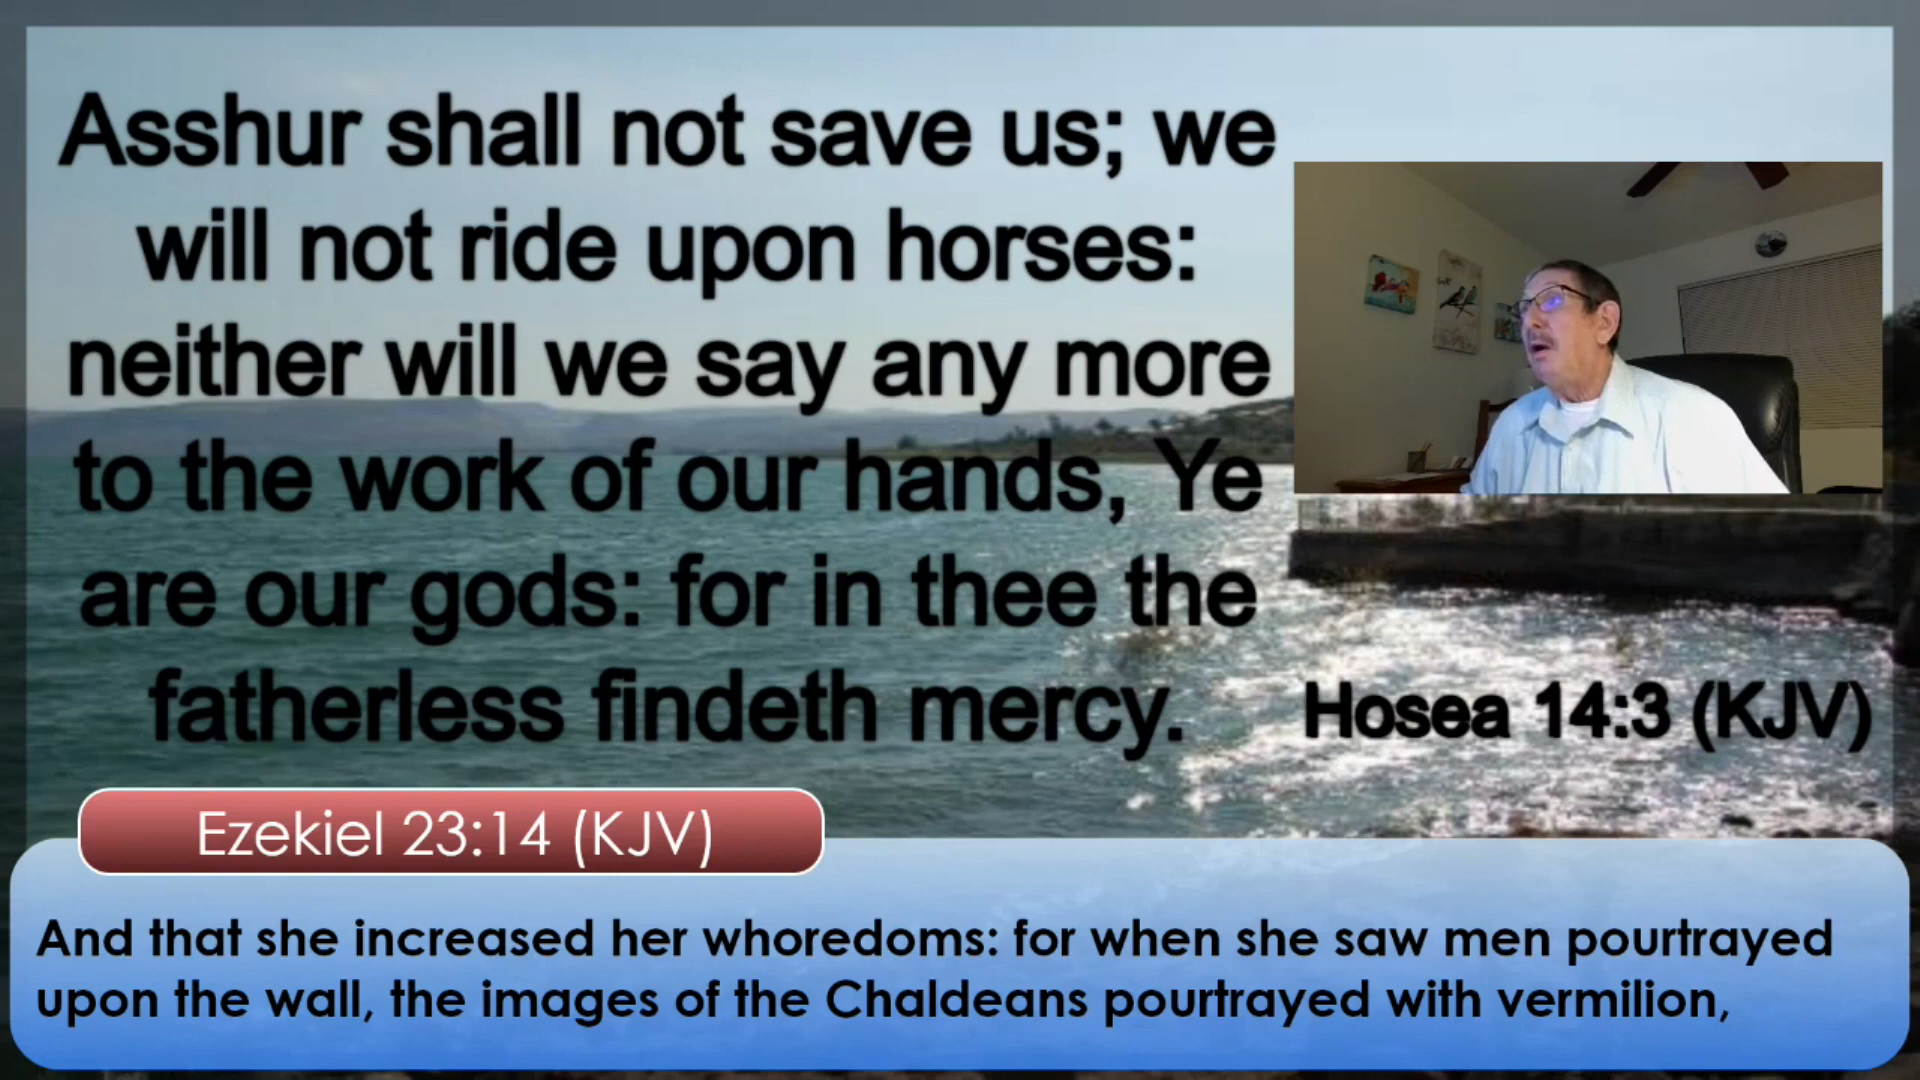 Asshur shall not save us; we
will not ride upon horses:
neither will we say any more
to the work of our hands, Ye
are our gods: for in thee the
fatherless findeth mercy.
Hosea 14:3 (KJV)
Ezekiel 23:14 (KJV)
And that she increased her whoredoms: for when she saw men pourtrayed
upon the wall, the images of the Chaldeans pourtrayed with vermilion,